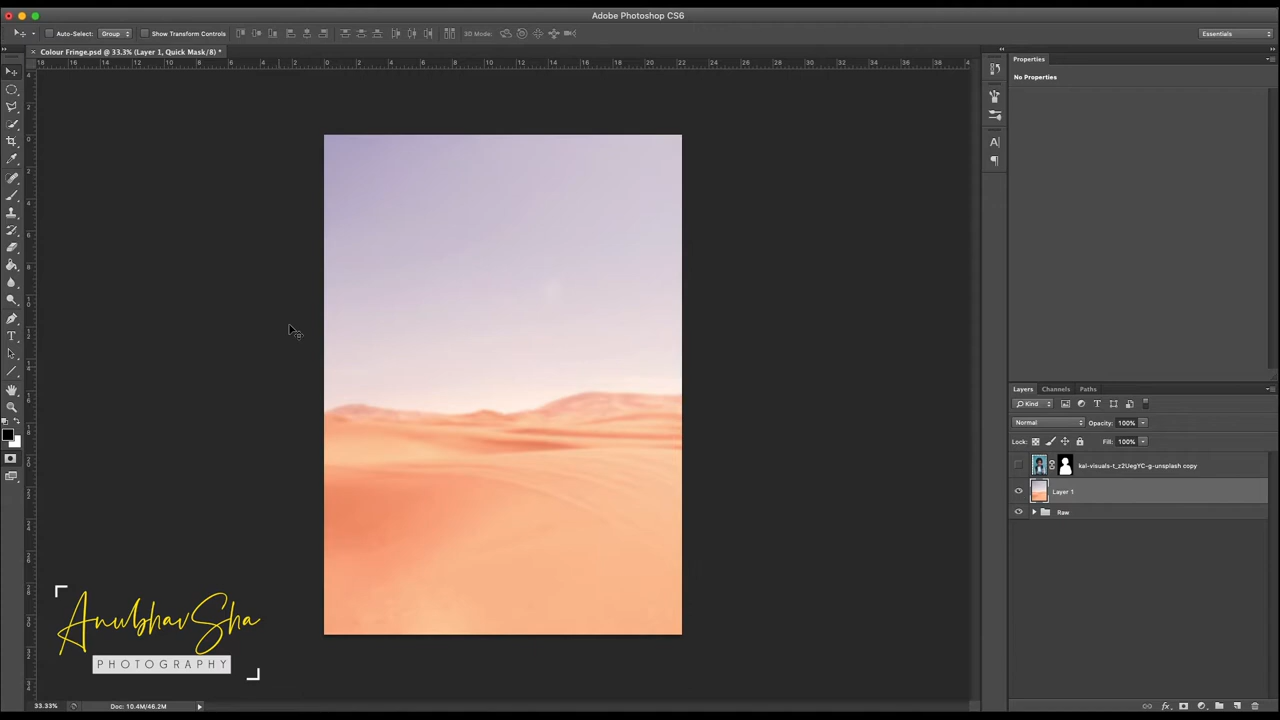 Adobe Photoshop CS6
Auto-Select: Group Show Transform Controls 3D Mode: Essentials
× Colour Fringe.psd @ 33.3% (Layer 1, Quick Mask/8) *
Properties
No Properties
Layers Channels Paths
Kind
Normal Opacity: 100%
Lock: Fill: 100%
kai-visuals-t_z2UegYC-g-unsplash copy
Layer 1
Raw
AnubhavSha
PHOTOGRAPHY
33.33% Doc: 10.4M/46.2M